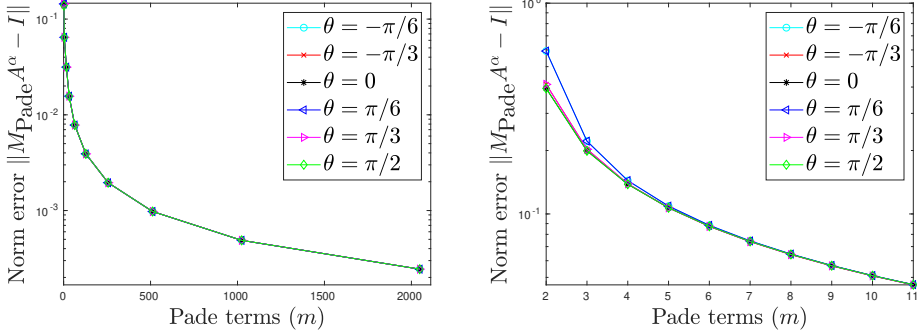 Norm error ||M_Pade A^α − I||
10^-1
10^-2
10^-3
θ = −π/6
θ = −π/3
θ = 0
θ = π/6
θ = π/3
θ = π/2
0 500 1000 1500 2000
Pade terms (m)
Norm error ||M_Pade A^α − I||
10^0
10^-1
θ = −π/6
θ = −π/3
θ = 0
θ = π/6
θ = π/3
θ = π/2
2 3 4 5 6 7 8 9 10 11
Pade terms (m)